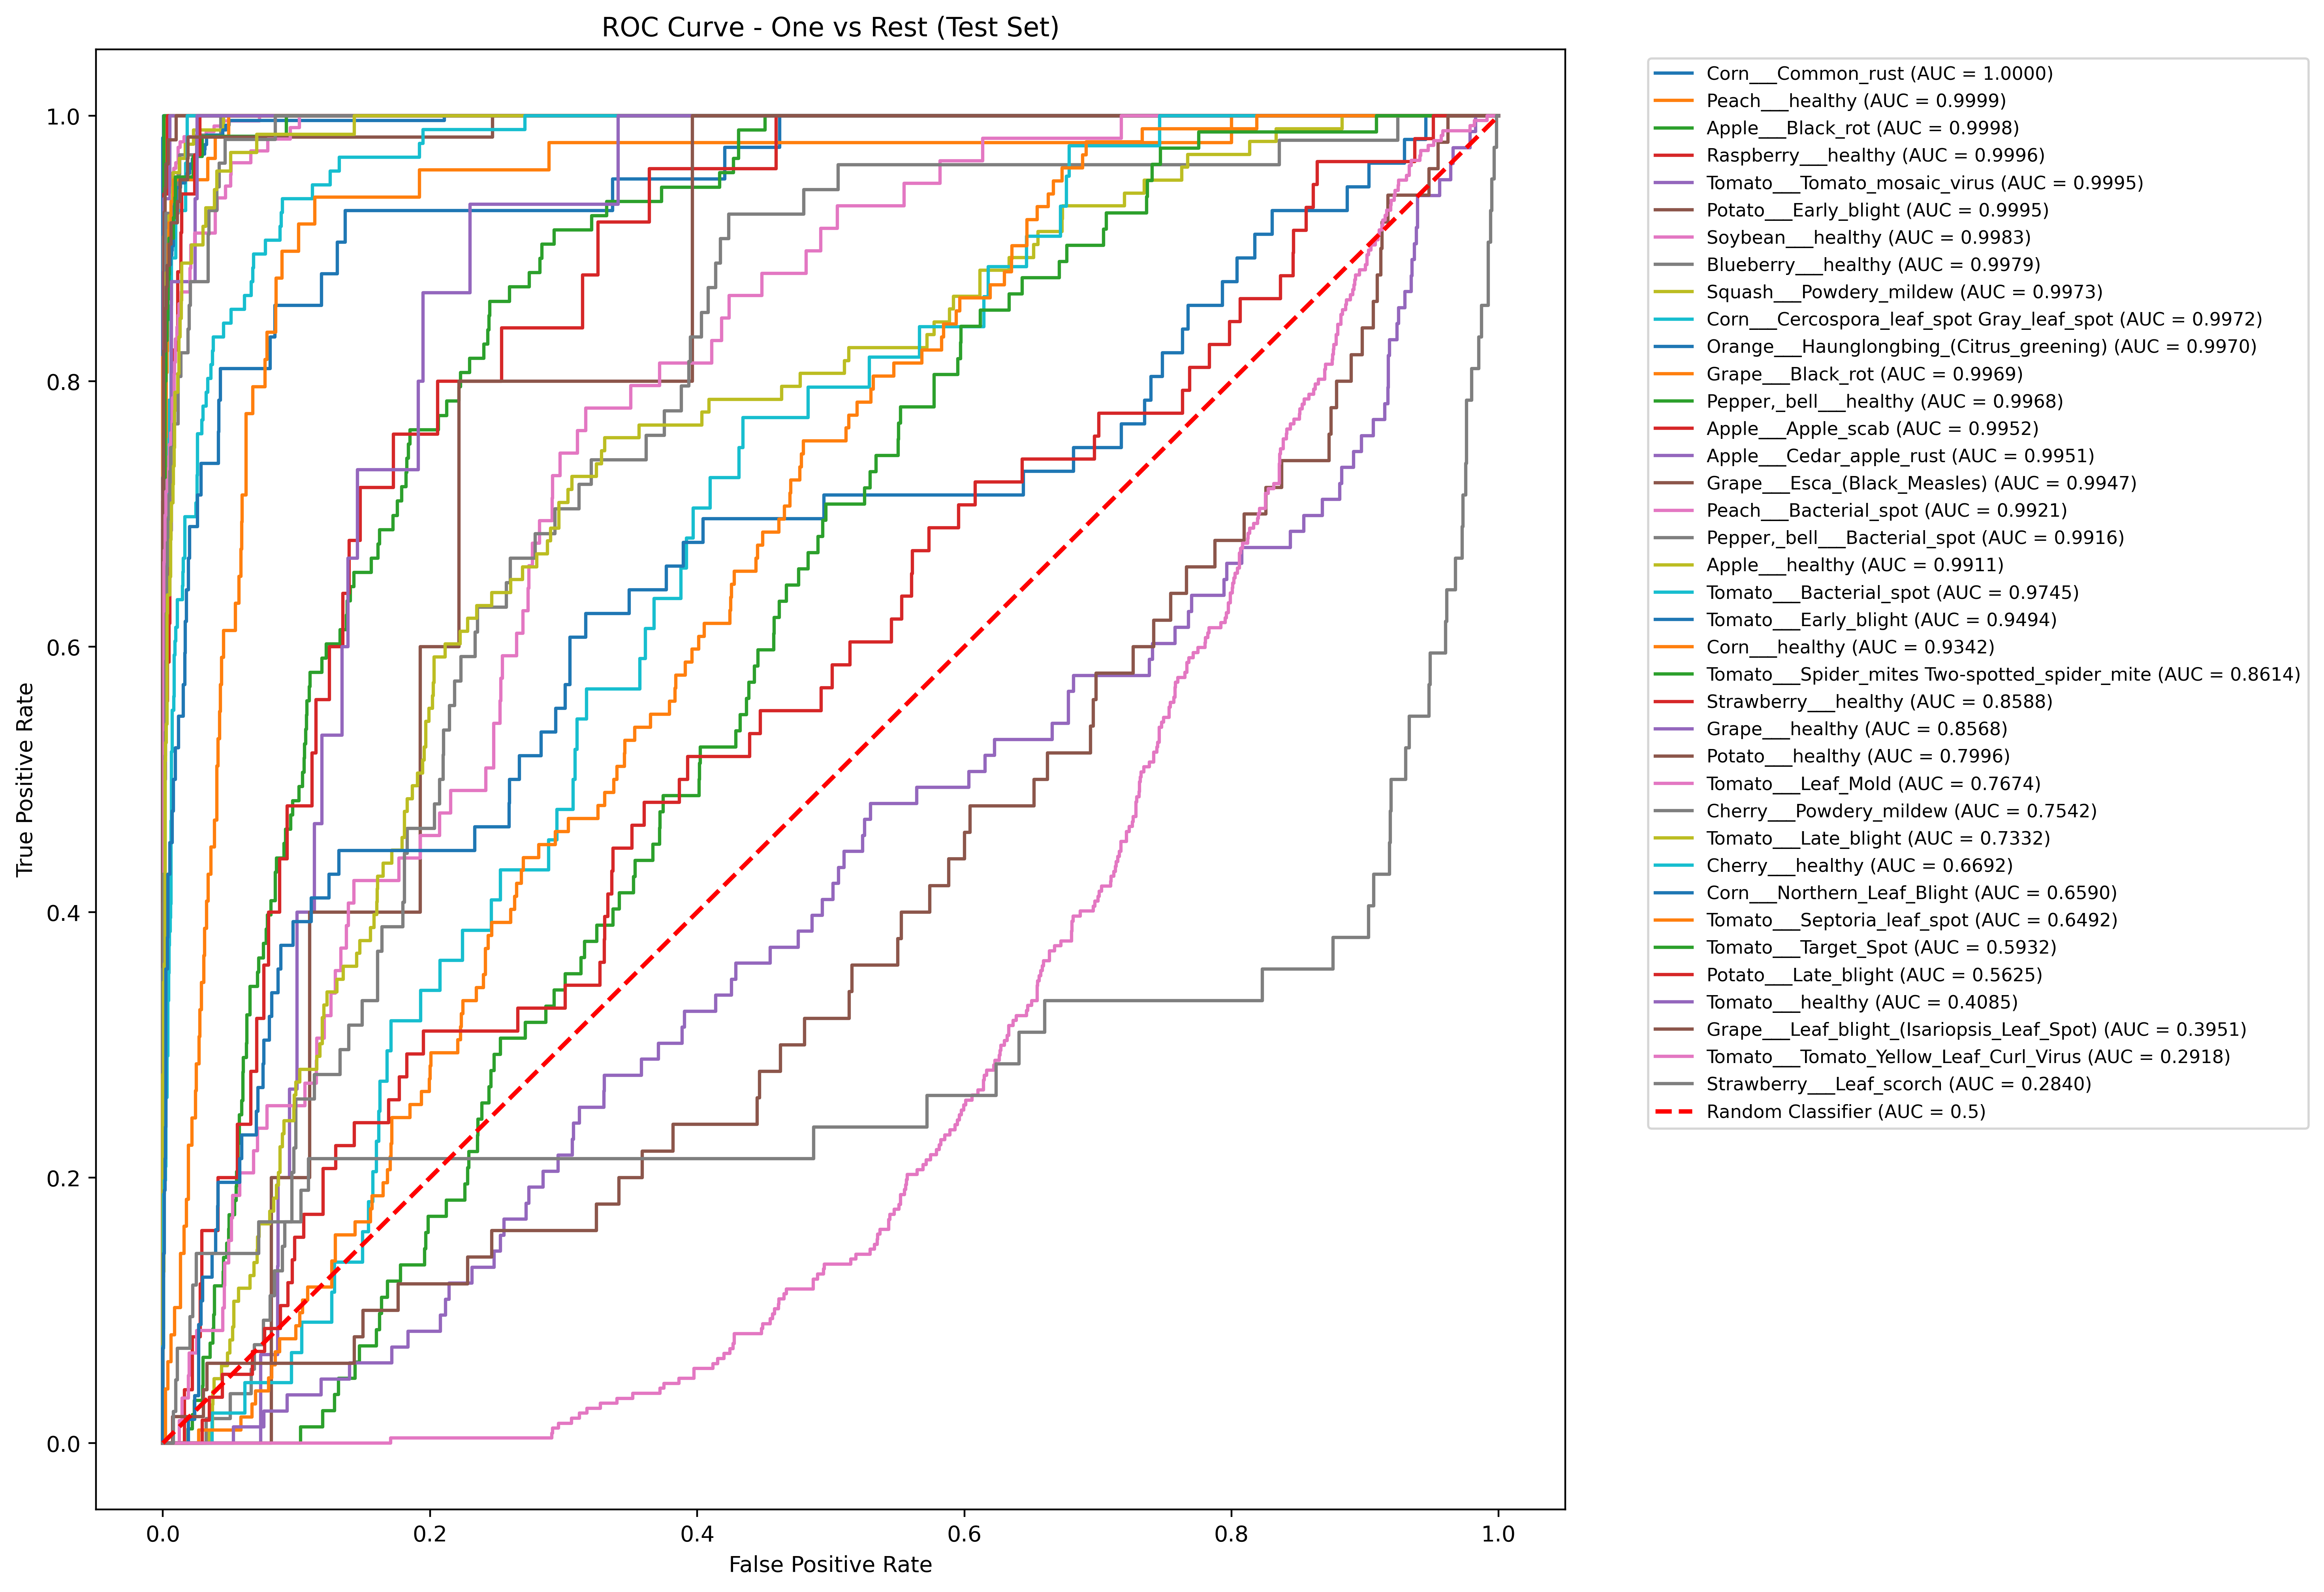 ROC Curve - One vs Rest (Test Set)
True Positive Rate
1.0
0.8
0.6
0.4
0.2
0.0
0.0 0.2 0.4 0.6 0.8 1.0
False Positive Rate
Corn___Common_rust (AUC = 1.0000)
Peach___healthy (AUC = 0.9999)
Apple___Black_rot (AUC = 0.9998)
Raspberry___healthy (AUC = 0.9996)
Tomato___Tomato_mosaic_virus (AUC = 0.9995)
Potato___Early_blight (AUC = 0.9995)
Soybean___healthy (AUC = 0.9983)
Blueberry___healthy (AUC = 0.9979)
Squash___Powdery_mildew (AUC = 0.9973)
Corn___Cercospora_leaf_spot Gray_leaf_spot (AUC = 0.9972)
Orange___Haunglongbing_(Citrus_greening) (AUC = 0.9970)
Grape___Black_rot (AUC = 0.9969)
Pepper,_bell___healthy (AUC = 0.9968)
Apple___Apple_scab (AUC = 0.9952)
Apple___Cedar_apple_rust (AUC = 0.9951)
Grape___Esca_(Black_Measles) (AUC = 0.9947)
Peach___Bacterial_spot (AUC = 0.9921)
Pepper,_bell___Bacterial_spot (AUC = 0.9916)
Apple___healthy (AUC = 0.9911)
Tomato___Bacterial_spot (AUC = 0.9745)
Tomato___Early_blight (AUC = 0.9494)
Corn___healthy (AUC = 0.9342)
Tomato___Spider_mites Two-spotted_spider_mite (AUC = 0.8614)
Strawberry___healthy (AUC = 0.8588)
Grape___healthy (AUC = 0.8568)
Potato___healthy (AUC = 0.7996)
Tomato___Leaf_Mold (AUC = 0.7674)
Cherry___Powdery_mildew (AUC = 0.7542)
Tomato___Late_blight (AUC = 0.7332)
Cherry___healthy (AUC = 0.6692)
Corn___Northern_Leaf_Blight (AUC = 0.6590)
Tomato___Septoria_leaf_spot (AUC = 0.6492)
Tomato___Target_Spot (AUC = 0.5932)
Potato___Late_blight (AUC = 0.5625)
Tomato___healthy (AUC = 0.4085)
Grape___Leaf_blight_(Isariopsis_Leaf_Spot) (AUC = 0.3951)
Tomato___Tomato_Yellow_Leaf_Curl_Virus (AUC = 0.2918)
Strawberry___Leaf_scorch (AUC = 0.2840)
Random Classifier (AUC = 0.5)